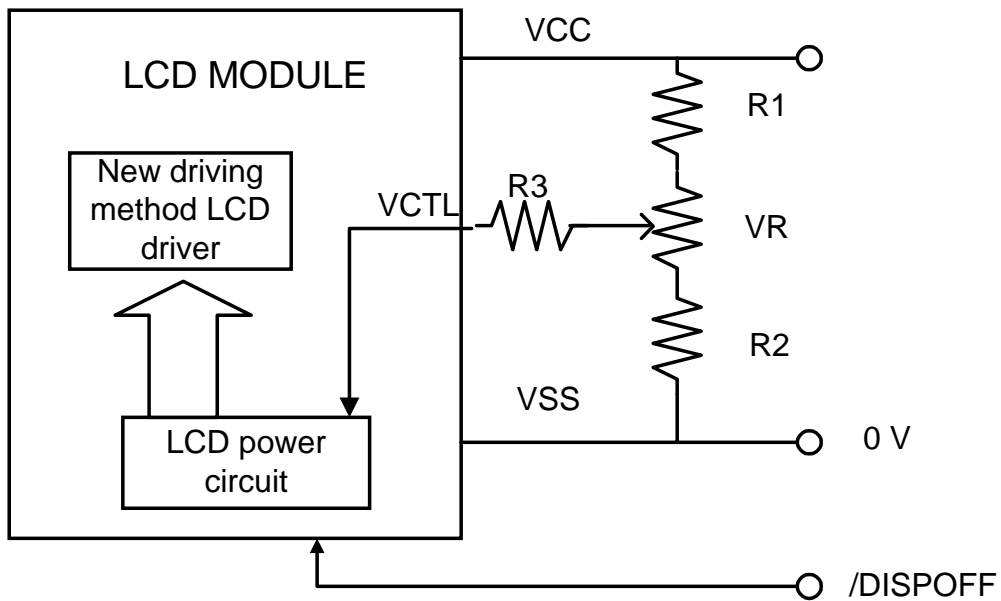 VCC
LCD MODULE
R1
New driving
method LCD
driver
R3
VCTL
VR
R2
VSS
LCD power
circuit
0 V
/DISPOFF